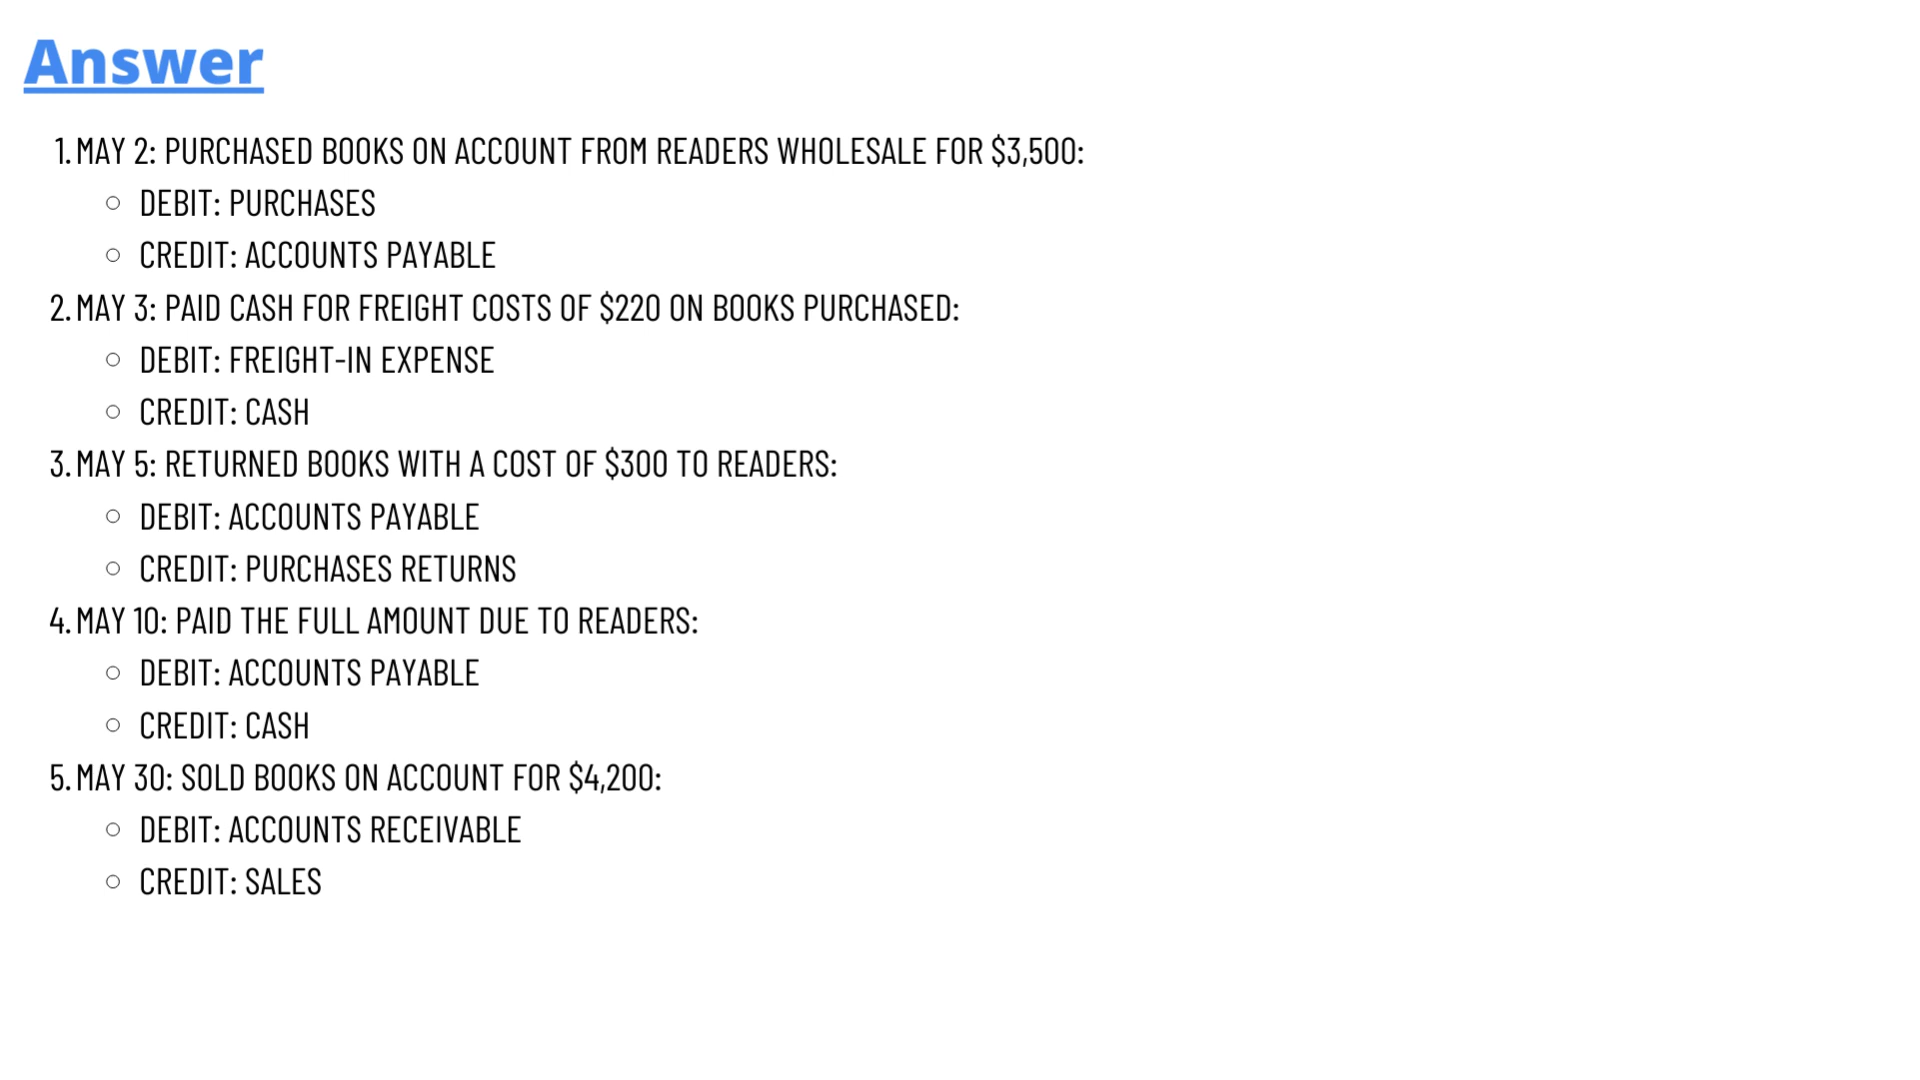 Answer
1. MAY 2: PURCHASED BOOKS ON ACCOUNT FROM READERS WHOLESALE FOR $3,500:
○ DEBIT: PURCHASES
○ CREDIT: ACCOUNTS PAYABLE
2. MAY 3: PAID CASH FOR FREIGHT COSTS OF $220 ON BOOKS PURCHASED:
○ DEBIT: FREIGHT-IN EXPENSE
○ CREDIT: CASH
3. MAY 5: RETURNED BOOKS WITH A COST OF $300 TO READERS:
○ DEBIT: ACCOUNTS PAYABLE
○ CREDIT: PURCHASES RETURNS
4. MAY 10: PAID THE FULL AMOUNT DUE TO READERS:
○ DEBIT: ACCOUNTS PAYABLE
○ CREDIT: CASH
5. MAY 30: SOLD BOOKS ON ACCOUNT FOR $4,200:
○ DEBIT: ACCOUNTS RECEIVABLE
○ CREDIT: SALES